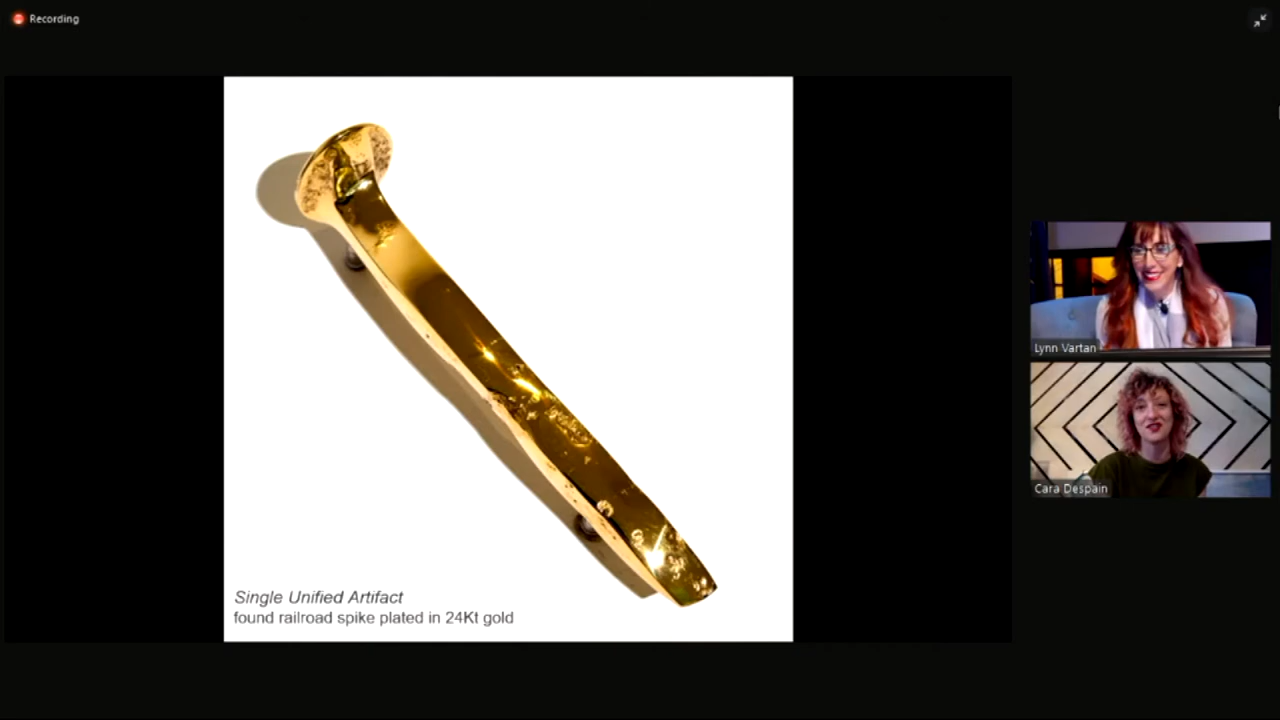 Recording
Lynn Vartan
Cara Despain
Single Unified Artifact
found railroad spike plated in 24Kt gold